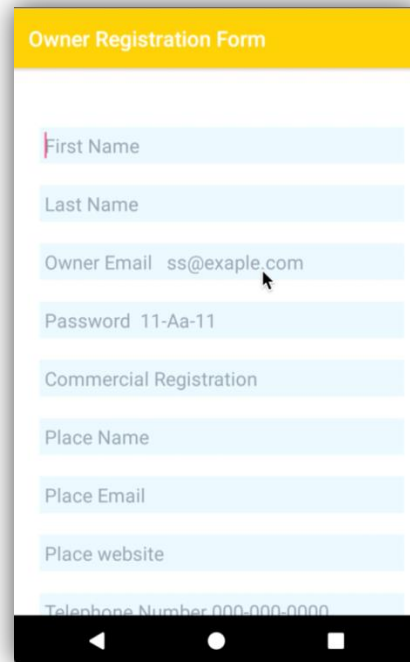 Owner Registration Form
First Name
Last Name
Owner Email ss@exaple.com
Password 11-Aa-11
Commercial Registration
Place Name
Place Email
Place website
Telephone Number 000-000-0000